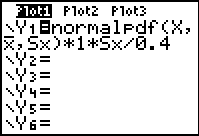 Plot1 Plot2 Plot3
\Y1=normalpdf(X,
x̅,Sx)*1*Sx/0.4
\Y2=
\Y3=
\Y4=
\Y5=
\Y6=